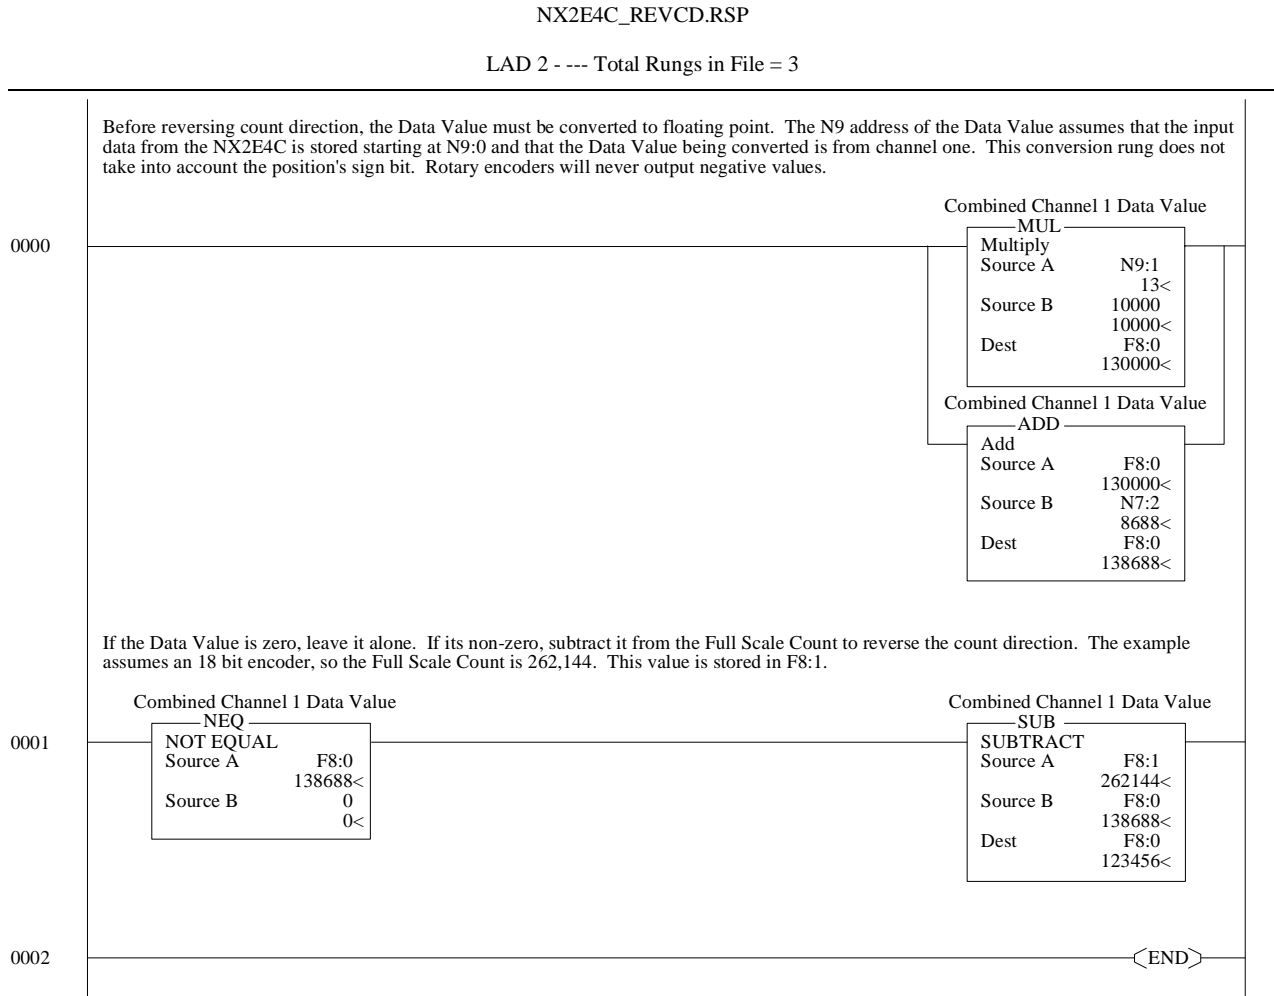 NX2E4C_REVCD.RSP
LAD 2 - --- Total Rungs in File = 3
Before reversing count direction, the Data Value must be converted to floating point.  The N9 address of the Data Value assumes that the input
data from the NX2E4C is stored starting at N9:0 and that the Data Value being converted is from channel one.  This conversion rung does not
take into account the position's sign bit.  Rotary encoders will never output negative values.
Combined Channel 1 Data Value
MUL
0000
Multiply
Source A N9:1
13<
Source B 10000
10000<
Dest F8:0
130000<
Combined Channel 1 Data Value
ADD
Add
Source A F8:0
130000<
Source B N7:2
8688<
Dest F8:0
138688<
If the Data Value is zero, leave it alone.  If its non-zero, subtract it from the Full Scale Count to reverse the count direction.  The example
assumes an 18 bit encoder, so the Full Scale Count is 262,144.  This value is stored in F8:1.
0001
Combined Channel 1 Data Value
NEQ
NOT EQUAL
Source A F8:0
138688<
Source B 0
0<
Combined Channel 1 Data Value
SUB
SUBTRACT
Source A F8:1
262144<
Source B F8:0
138688<
Dest F8:0
123456<
0002
END